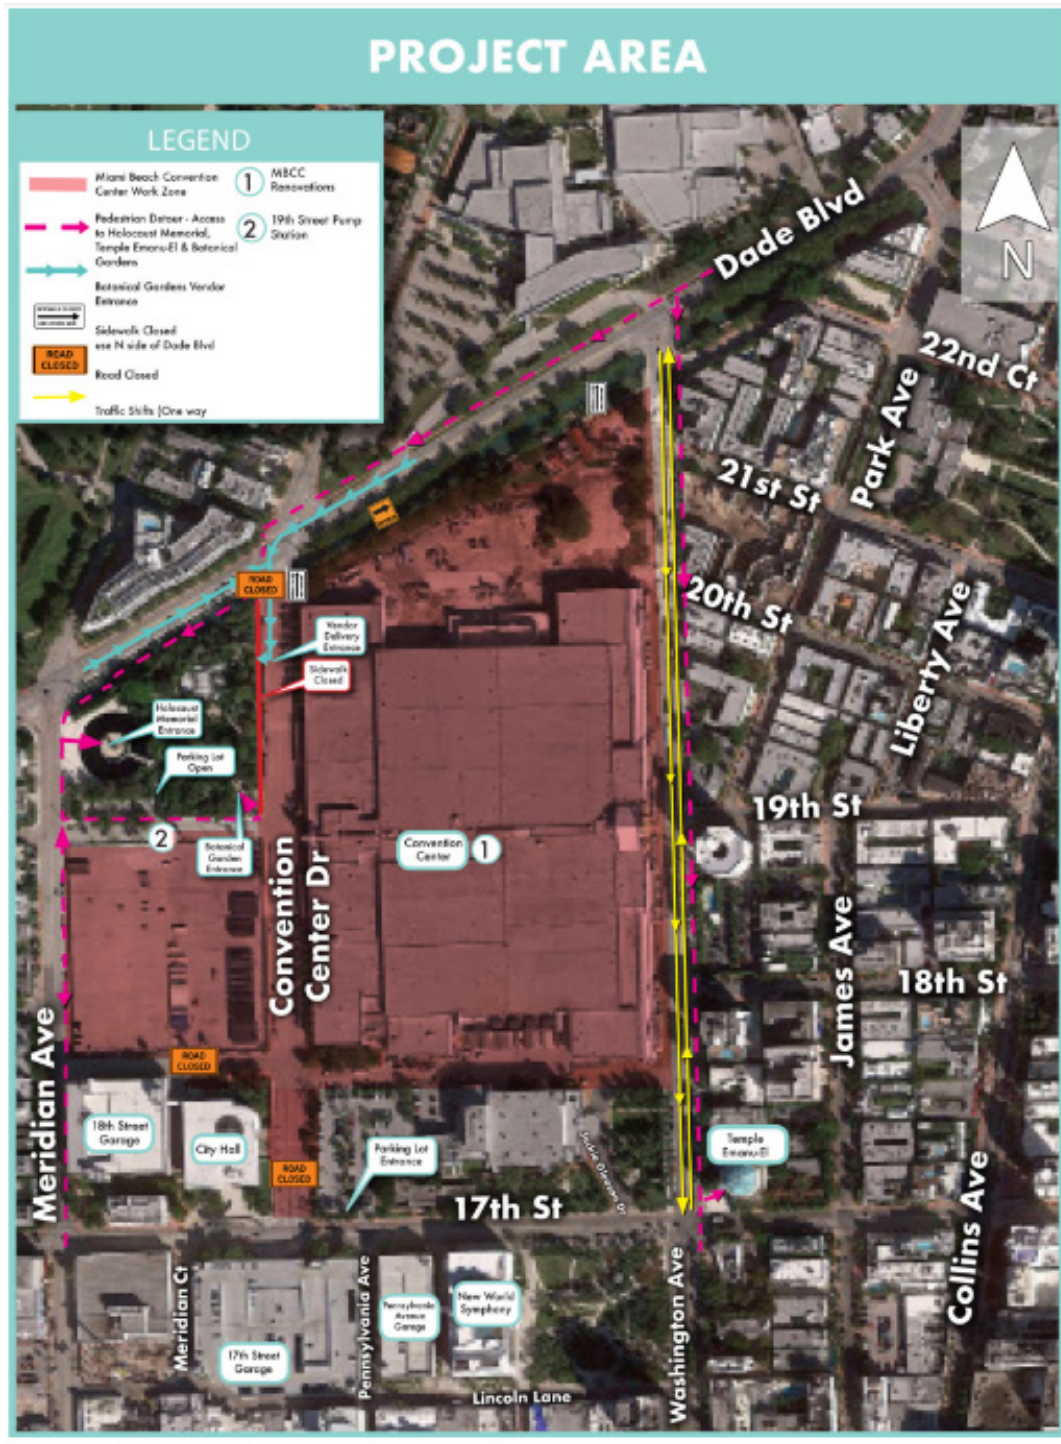 PROJECT AREA
LEGEND
Miami Beach Convention
Center Work Zone
1
MBCC
Renovations
Pedestrian Detour - Access
to Holocaust Memorial,
Temple Emanu-El & Botanical
Gardens
2
19th Street Pump
Station
Botanical Gardens Vendor
Entrance
Sidewalk Closed
use N side of Dade Blvd
ROAD
CLOSED
Road Closed
Traffic Shifts (One way
N
Dade Blvd
22nd Ct
Park Ave
21st St
20th St
Liberty Ave
ROAD
CLOSED
Vendor
Delivery
Entrance
Sidewalk
Closed
Holocaust
Memorial
Entrance
Parking Lot
Open
19th St
2
Botanical
Garden
Entrance
Convention
Center
1
Convention
Center Dr
James Ave
18th St
Meridian Ave
ROAD
CLOSED
18th Street
Garage
City Hall
ROAD
CLOSED
Parking Lot
Entrance
Temple
Emanu-El
17th St
Collins Ave
Meridian Ct
Pennsylvania Ave
Pennsylvania
Avenue
Garage
New World
Symphony
Washington Ave
17th Street
Garage
Lincoln Lane